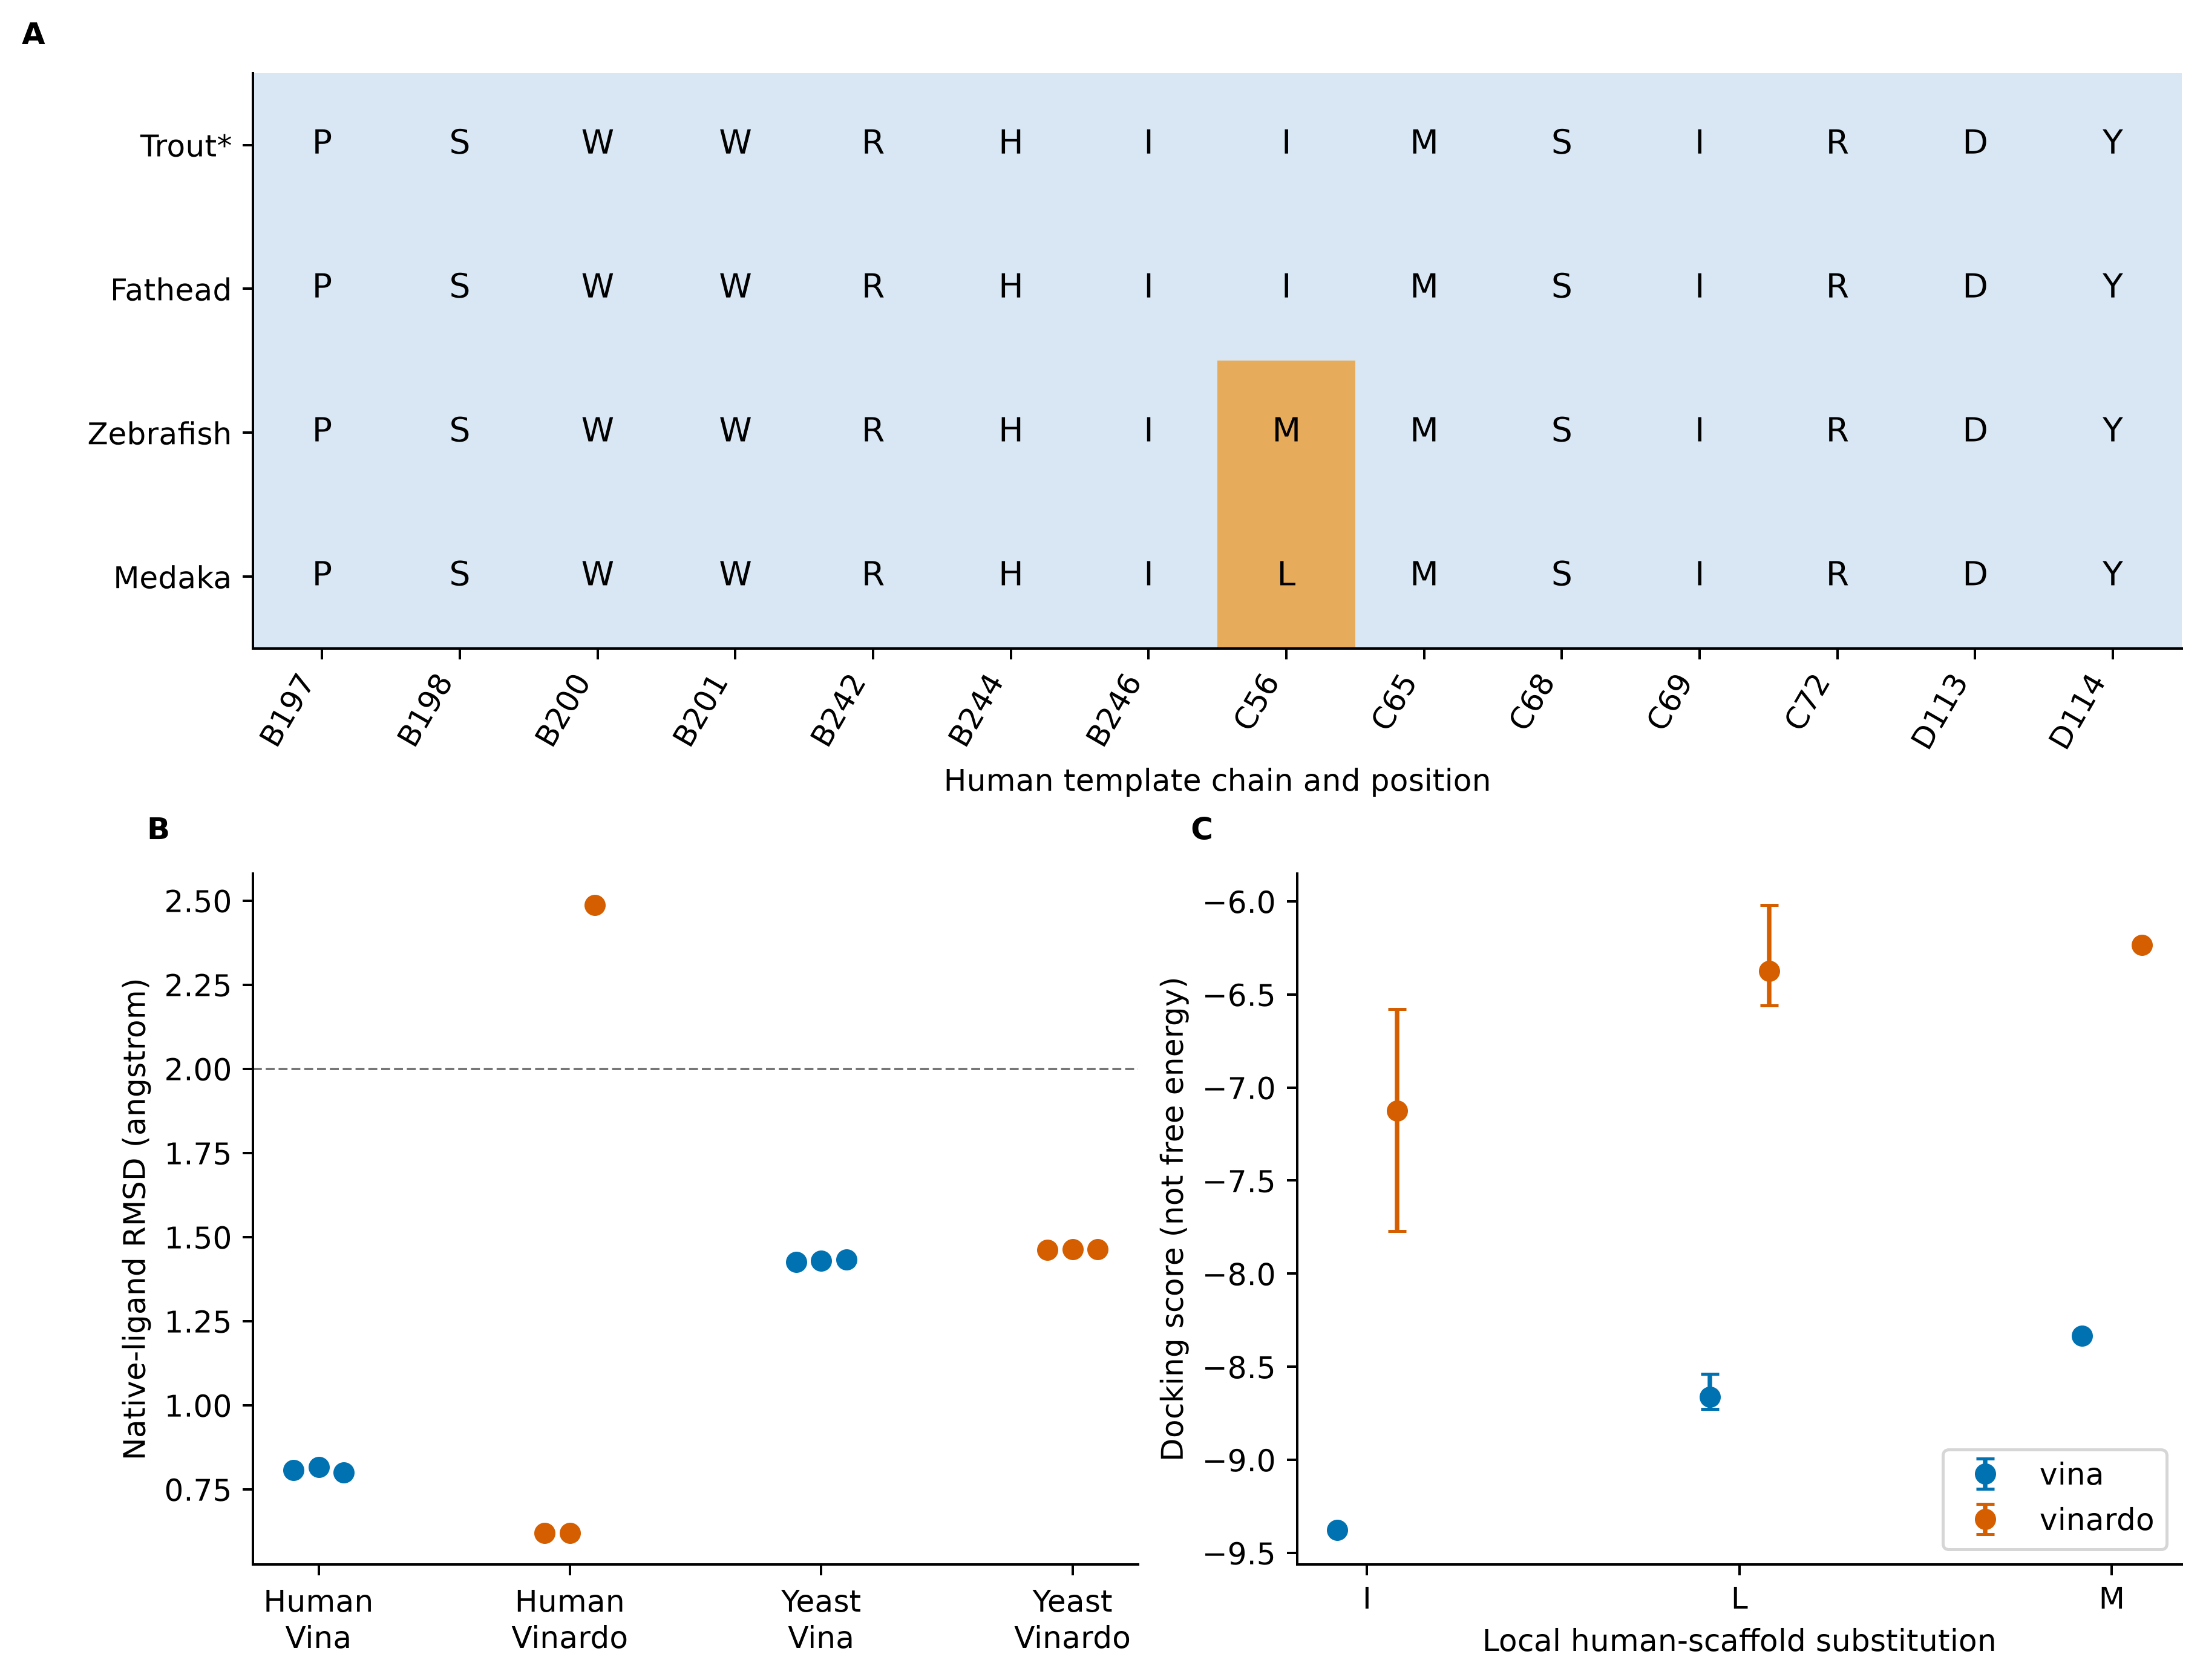 A
Trout* P S W W R H I I M S I R D Y
Fathead P S W W R H I I M S I R D Y
Zebrafish P S W W R H I M M S I R D Y
Medaka P S W W R H I L M S I R D Y
B197 B198 B200 B201 B242 B244 B246 C56 C65 C68 C69 C72 D113 D114
Human template chain and position
B
Native-ligand RMSD (angstrom)
2.50
2.25
2.00
1.75
1.50
1.25
1.00
0.75
Human Vina
Human Vinardo
Yeast Vina
Yeast Vinardo
C
Docking score (not free energy)
−6.0
−6.5
−7.0
−7.5
−8.0
−8.5
−9.0
−9.5
vina
vinardo
I L M
Local human-scaffold substitution